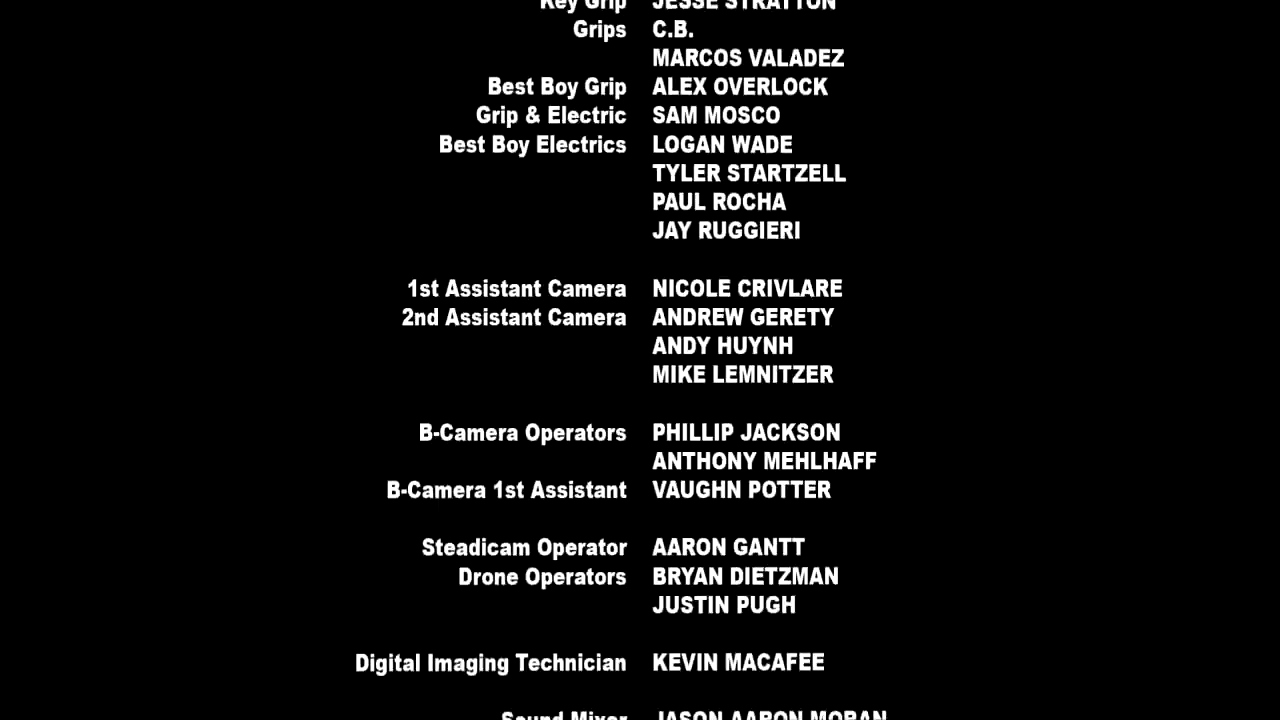 Key Grip JESSE STRATTON
Grips C.B.
MARCOS VALADEZ
Best Boy Grip ALEX OVERLOCK
Grip & Electric SAM MOSCO
Best Boy Electrics LOGAN WADE
TYLER STARTZELL
PAUL ROCHA
JAY RUGGIERI
1st Assistant Camera NICOLE CRIVLARE
2nd Assistant Camera ANDREW GERETY
ANDY HUYNH
MIKE LEMNITZER
B-Camera Operators PHILLIP JACKSON
ANTHONY MEHLHAFF
B-Camera 1st Assistant VAUGHN POTTER
Steadicam Operator AARON GANTT
Drone Operators BRYAN DIETZMAN
JUSTIN PUGH
Digital Imaging Technician KEVIN MACAFEE
Sound Mixer JASON AARON MORAN